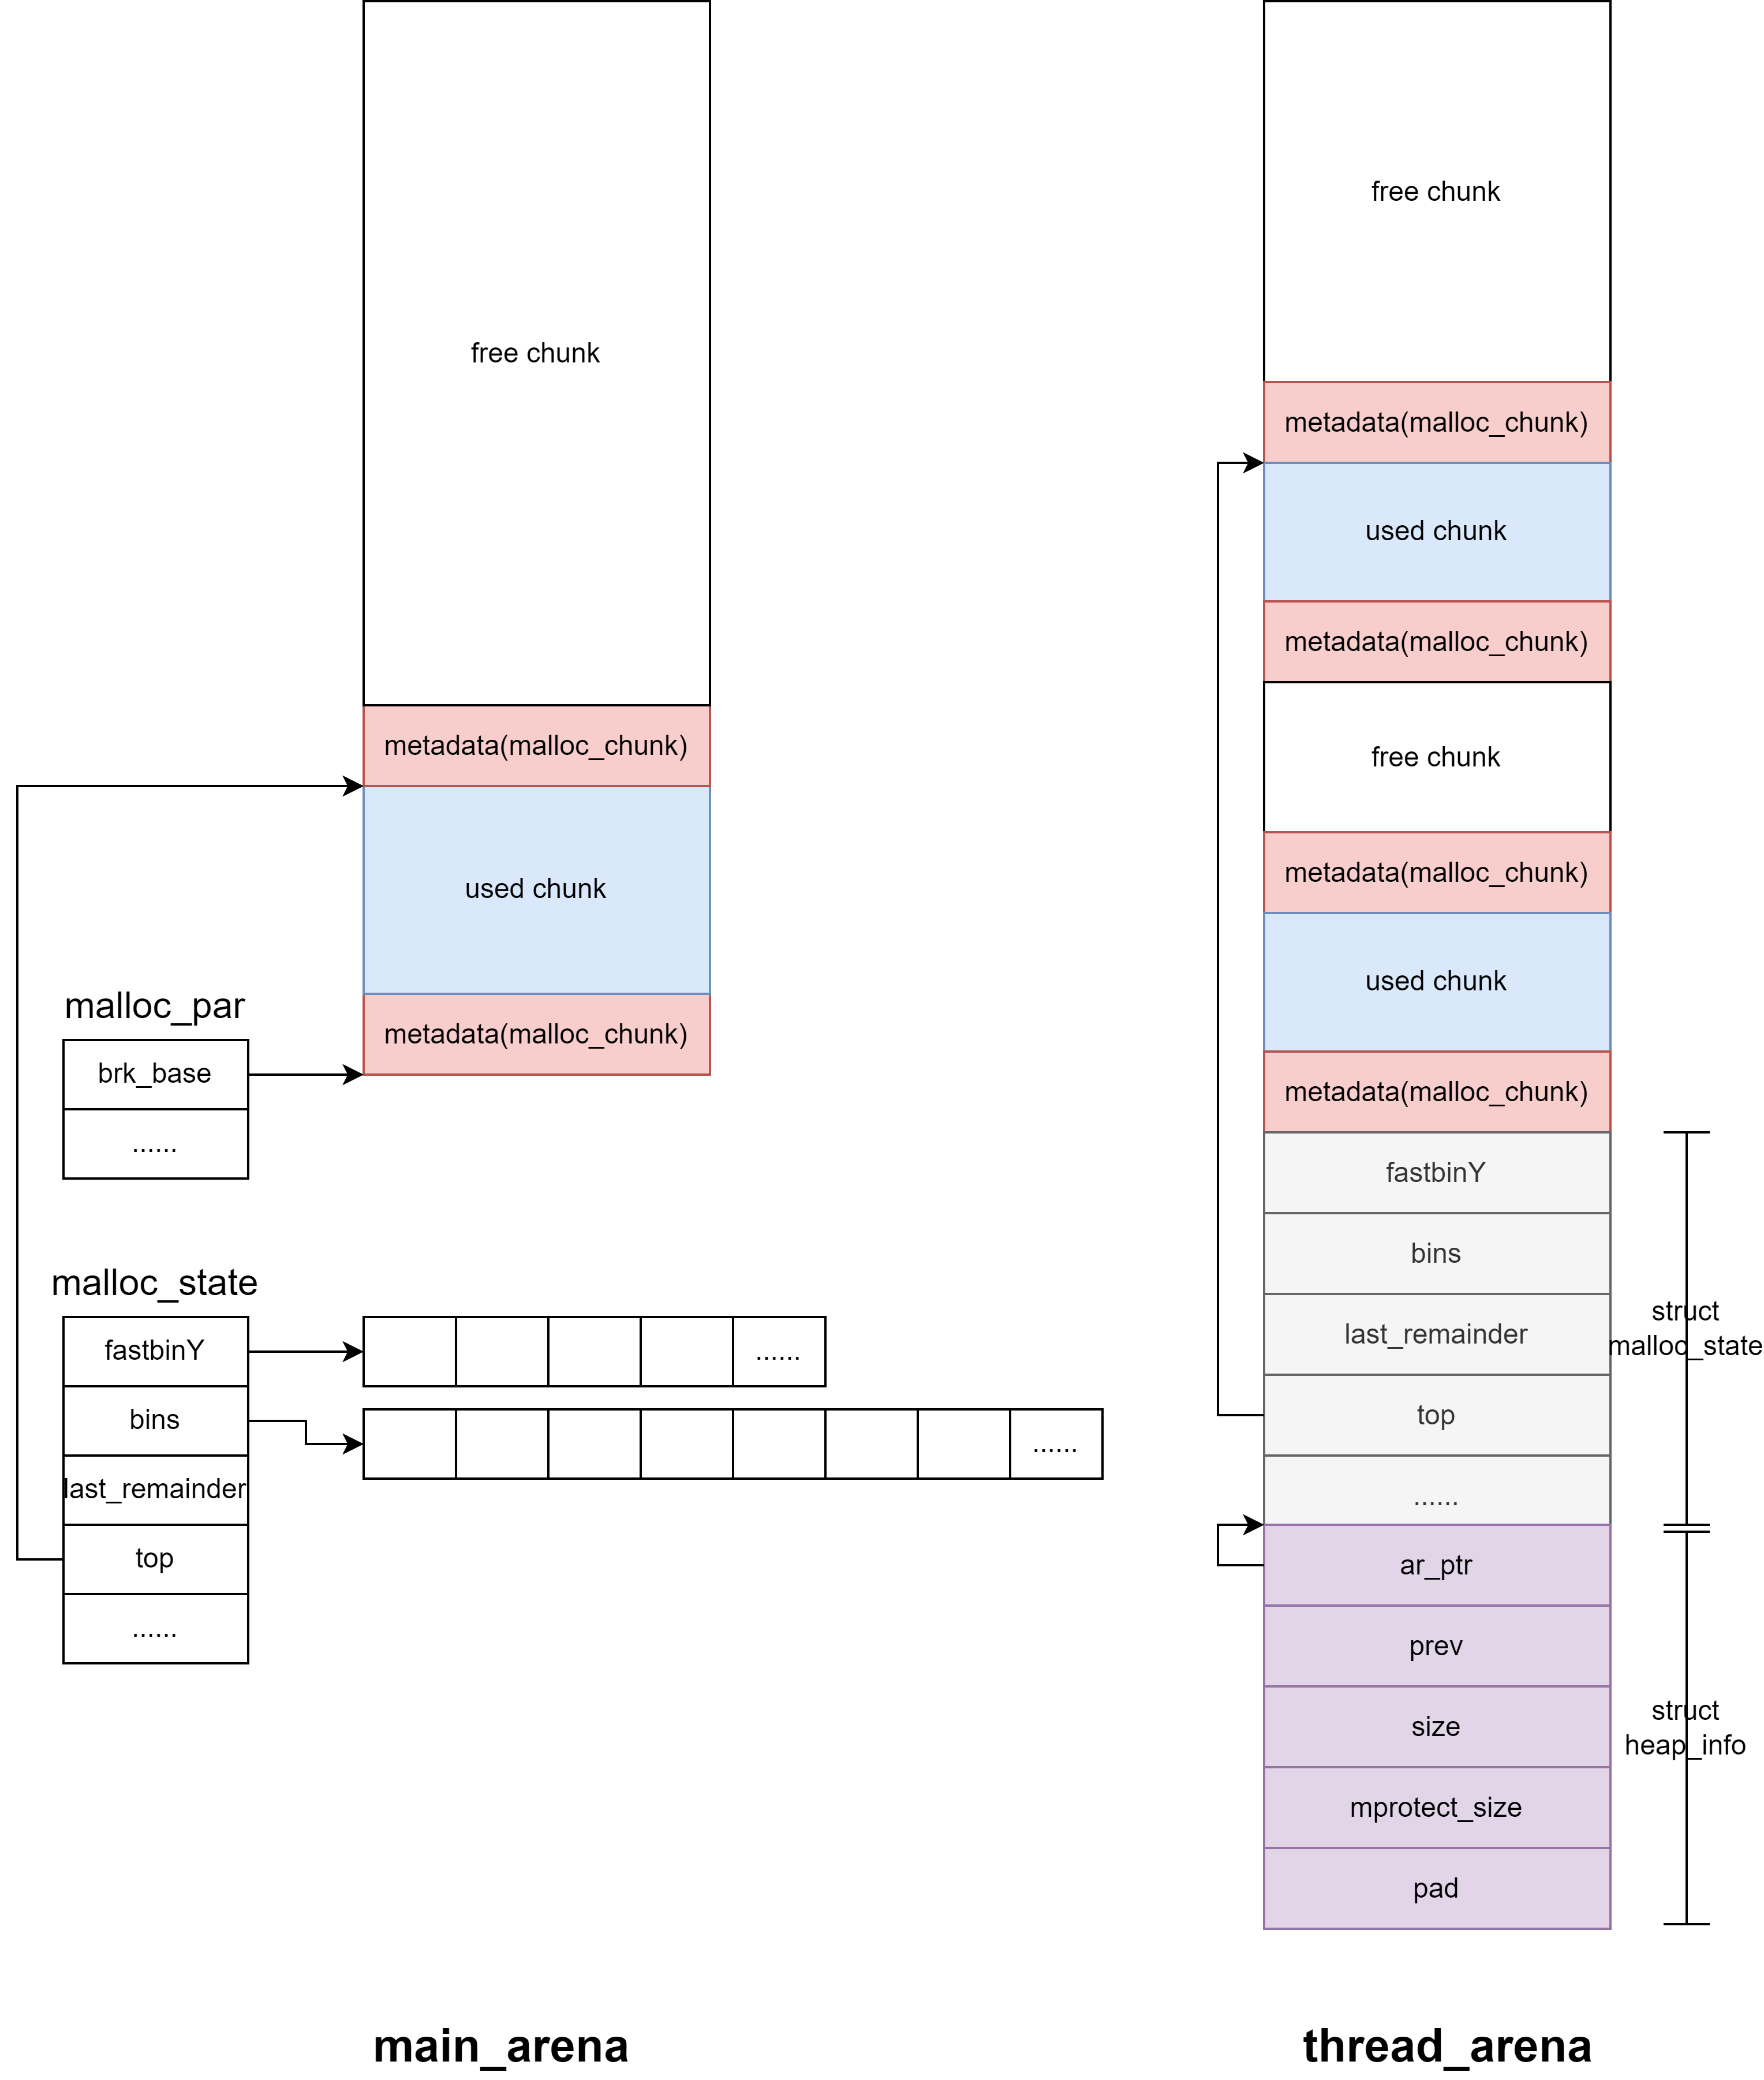 free chunk
metadata(malloc_chunk)
used chunk
metadata(malloc_chunk)
malloc_par
brk_base
......
malloc_state
fastbinY
bins
last_remainder
top
......
......
......
main_arena
free chunk
metadata(malloc_chunk)
used chunk
metadata(malloc_chunk)
free chunk
metadata(malloc_chunk)
used chunk
metadata(malloc_chunk)
fastbinY
bins
last_remainder
top
......
struct
malloc_state
ar_ptr
prev
size
mprotect_size
pad
struct
heap_info
thread_arena